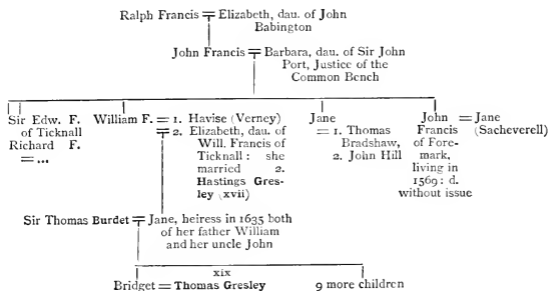 Ralph Francis = Elizabeth, dau. of John
Babington
John Francis = Barbara, dau. of Sir John
Port, Justice of the
Common Bench
Sir Edw. F.
of Ticknall
Richard F.
= ...
William F. = 1. Havise (Verney)
= 2. Elizabeth, dau. of
Will. Francis of
Ticknall: she
married 2.
Hastings Gres-
ley (xvii)
Jane
= 1. Thomas
Bradshaw,
2. John Hill
John = Jane
Francis (Sacheverell)
of Fore-
mark,
living in
1569: d.
without issue
Sir Thomas Burdet = Jane, heiress in 1635 both
of her father William
and her uncle John
xix
Bridget = Thomas Gresley
9 more children